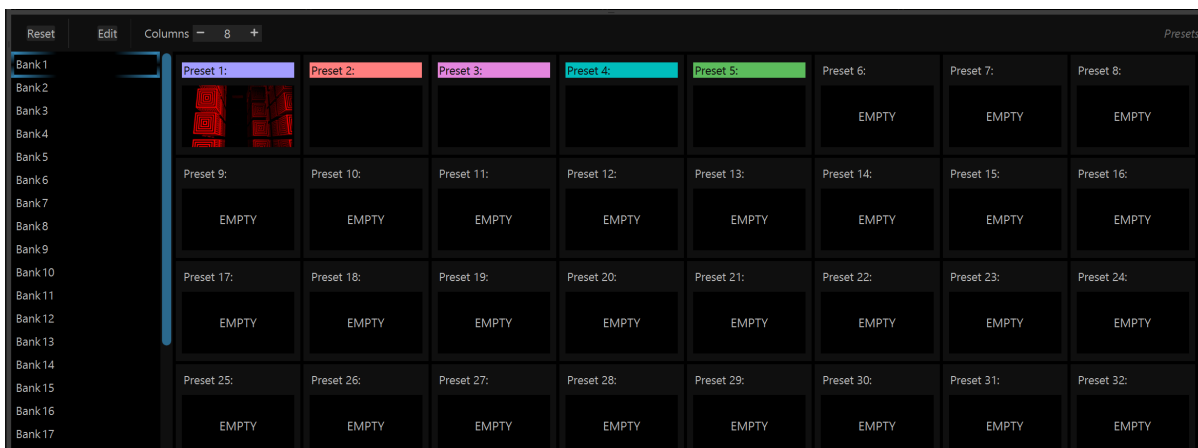 Reset Edit Columns − 8 + Presets
Bank 1
Bank 2
Bank 3
Bank 4
Bank 5
Bank 6
Bank 7
Bank 8
Bank 9
Bank 10
Bank 11
Bank 12
Bank 13
Bank 14
Bank 15
Bank 16
Bank 17
Preset 1: Preset 2: Preset 3: Preset 4: Preset 5: Preset 6: Preset 7: Preset 8:
EMPTY EMPTY EMPTY
Preset 9: Preset 10: Preset 11: Preset 12: Preset 13: Preset 14: Preset 15: Preset 16:
EMPTY EMPTY EMPTY EMPTY EMPTY EMPTY EMPTY EMPTY
Preset 17: Preset 18: Preset 19: Preset 20: Preset 21: Preset 22: Preset 23: Preset 24:
EMPTY EMPTY EMPTY EMPTY EMPTY EMPTY EMPTY EMPTY
Preset 25: Preset 26: Preset 27: Preset 28: Preset 29: Preset 30: Preset 31: Preset 32:
EMPTY EMPTY EMPTY EMPTY EMPTY EMPTY EMPTY EMPTY